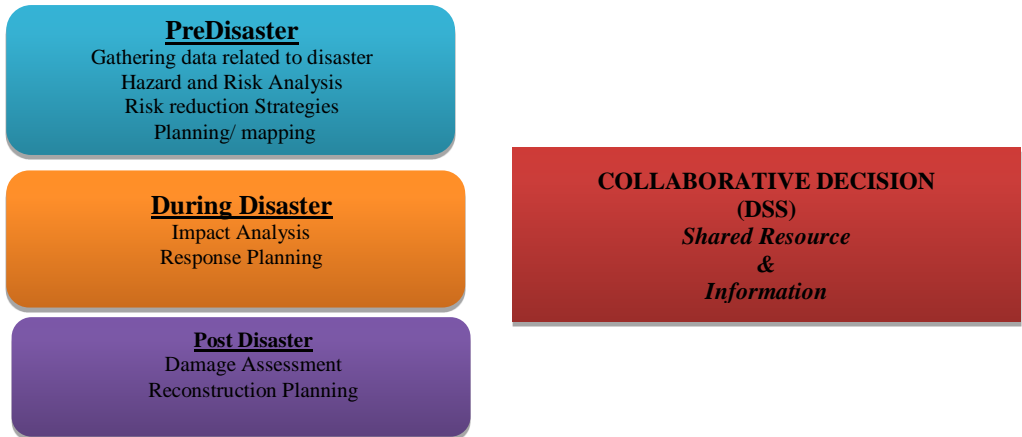 PreDisaster
Gathering data related to disaster
Hazard and Risk Analysis
Risk reduction Strategies
Planning/ mapping
During Disaster
Impact Analysis
Response Planning
Post Disaster
Damage Assessment
Reconstruction Planning
COLLABORATIVE DECISION
(DSS)
Shared Resource
&
Information